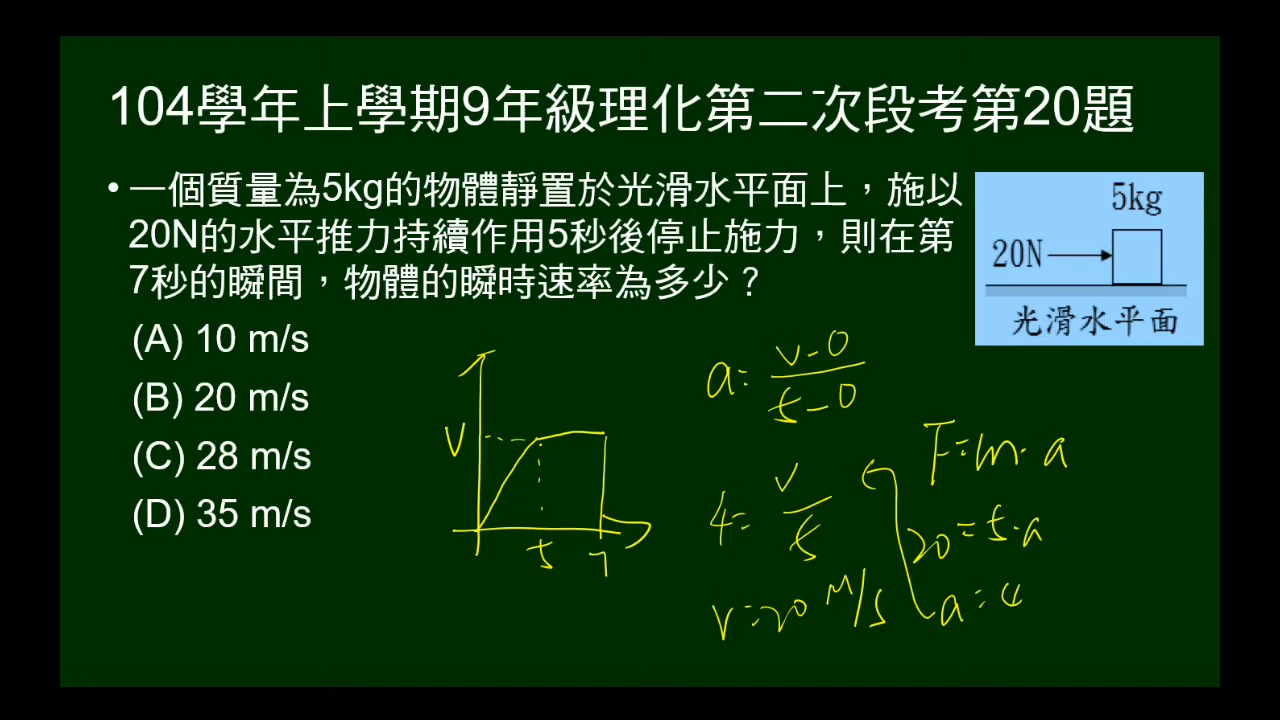 104學年上學期9年級理化第二次段考第20題
• 一個質量為5kg的物體靜置於光滑水平面上，施以
20N的水平推力持續作用5秒後停止施力，則在第
7秒的瞬間，物體的瞬時速率為多少？
(A) 10 m/s
(B) 20 m/s
(C) 28 m/s
(D) 35 m/s
5kg
20N
光滑水平面
V
5 7
a = v-0 / 5-0
4 = v / 5
v = 20 M/s
F = m · a
20 = 5 · a
a = 4